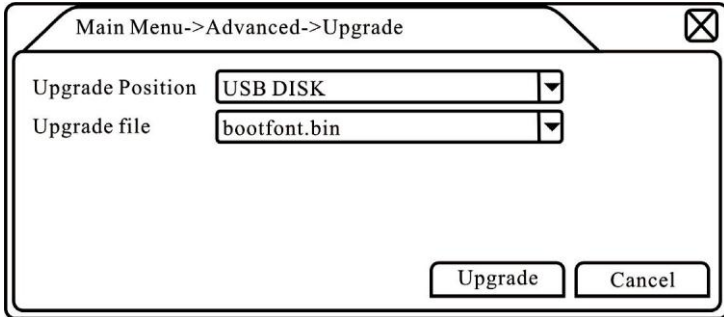 Main Menu->Advanced->Upgrade
Upgrade Position USB DISK
Upgrade file bootfont.bin
Upgrade Cancel